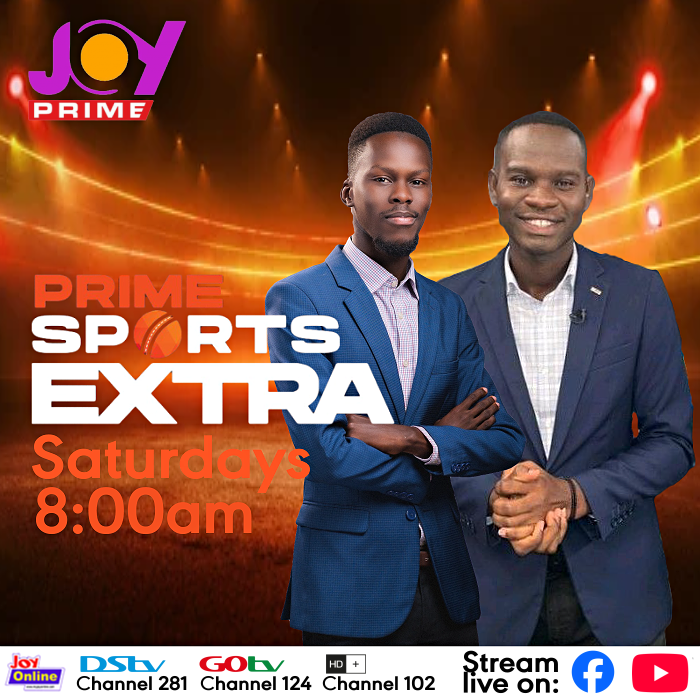 JOY
PRIME
PRIME
SPORTS
EXTRA
Saturdays
8:00am
Joy
Online
DStv
Channel 281
GOtv
Channel 124
HD +
Channel 102
Stream
live on: